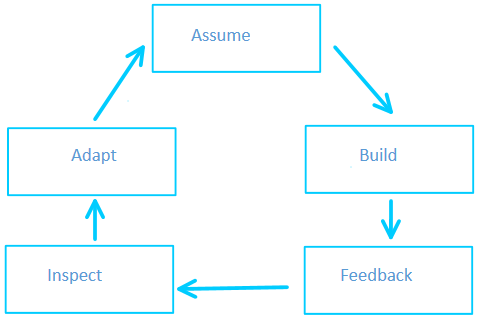 Assume
Build
Feedback
Inspect
Adapt